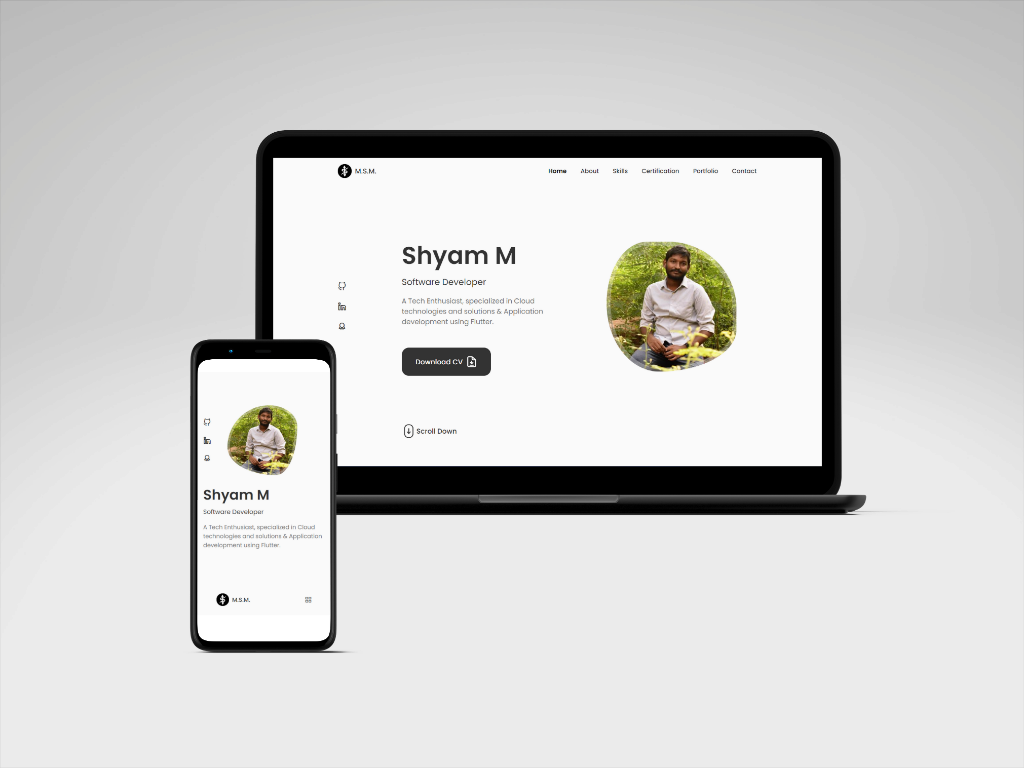 M.S.M.
Home About Skills Certification Portfolio Contact
Shyam M
Software Developer
A Tech Enthusiast, specialized in Cloud
technologies and solutions & Application
development using Flutter.
Download CV
Scroll Down
Shyam M
Software Developer
A Tech Enthusiast, specialized in Cloud
technologies and solutions & Application
development using Flutter.
M.S.M.